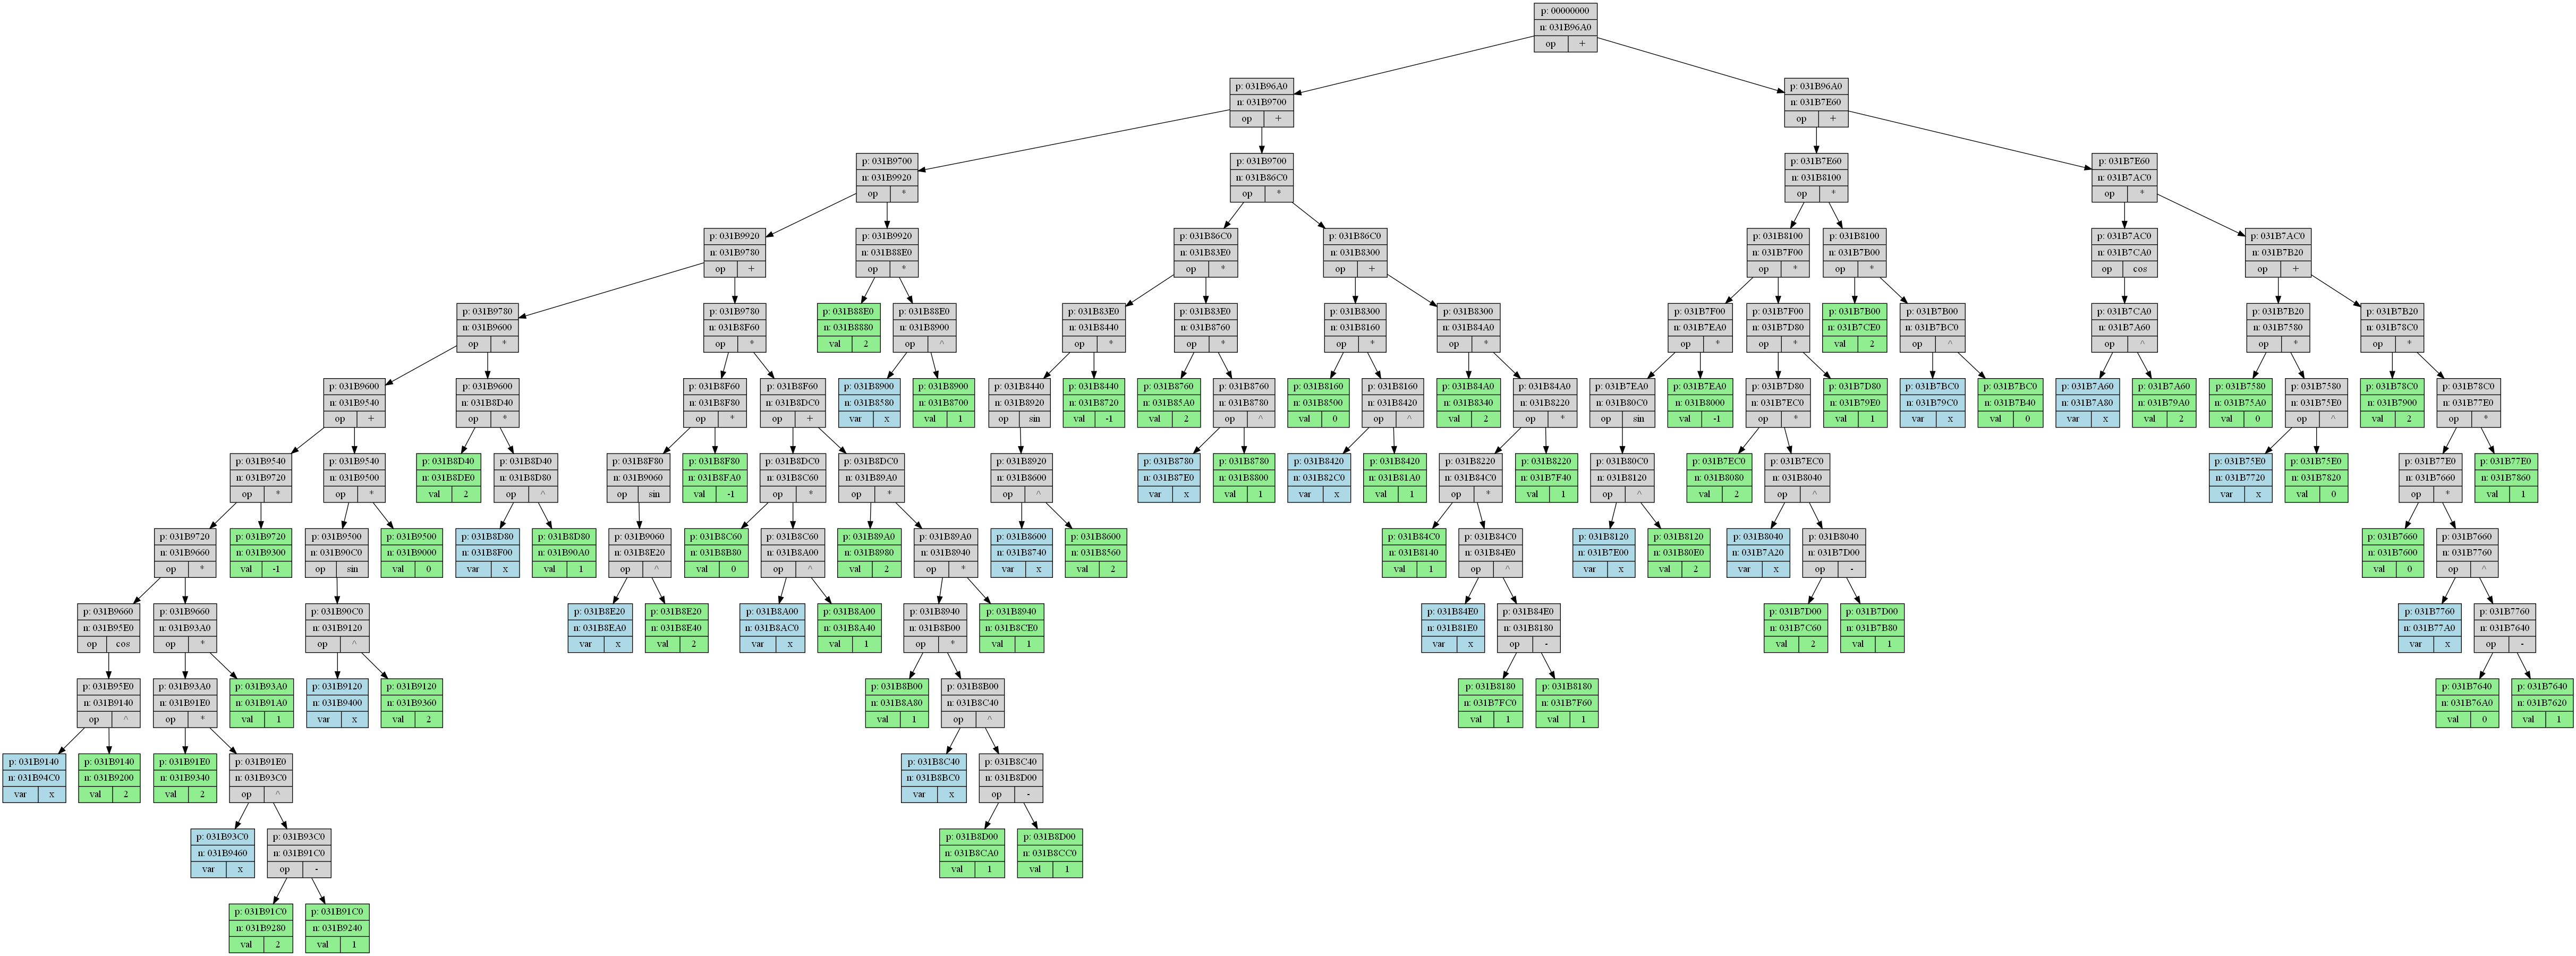 p: 00000000
n: 031B96A0
op +
p: 031B96A0
n: 031B9700
op +
p: 031B96A0
n: 031B7E60
op +
p: 031B9700
n: 031B9920
op *
p: 031B9700
n: 031B86C0
op *
p: 031B7E60
n: 031B8100
op *
p: 031B7E60
n: 031B7AC0
op *
p: 031B9920
n: 031B9780
op +
p: 031B9920
n: 031B88E0
op *
p: 031B86C0
n: 031B83E0
op *
p: 031B86C0
n: 031B8300
op +
p: 031B8100
n: 031B7F00
op *
p: 031B8100
n: 031B7B00
op *
p: 031B7AC0
n: 031B7CA0
op cos
p: 031B7AC0
n: 031B7B20
op +
p: 031B9780
n: 031B9600
op *
p: 031B9780
n: 031B8F60
op *
p: 031B88E0
n: 031B8880
val 2
p: 031B88E0
n: 031B8900
op ^
p: 031B83E0
n: 031B8440
op *
p: 031B83E0
n: 031B8760
op *
p: 031B8300
n: 031B8160
op *
p: 031B8300
n: 031B84A0
op *
p: 031B7F00
n: 031B7EA0
op *
p: 031B7F00
n: 031B7D80
op *
p: 031B7B00
n: 031B7CE0
val 2
p: 031B7B00
n: 031B7BC0
op ^
p: 031B7CA0
n: 031B7A60
op ^
p: 031B7B20
n: 031B7580
op *
p: 031B7B20
n: 031B78C0
op *
p: 031B9600
n: 031B9540
op +
p: 031B9600
n: 031B8D40
op *
p: 031B8F60
n: 031B8F80
op *
p: 031B8F60
n: 031B8DC0
op +
p: 031B8900
n: 031B8580
var x
p: 031B8900
n: 031B8700
val 1
p: 031B8440
n: 031B8920
op sin
p: 031B8440
n: 031B8720
val -1
p: 031B8760
n: 031B85A0
val 2
p: 031B8760
n: 031B8780
op ^
p: 031B8160
n: 031B8500
val 0
p: 031B8160
n: 031B8420
op ^
p: 031B84A0
n: 031B8340
val 2
p: 031B84A0
n: 031B8220
op *
p: 031B7EA0
n: 031B80C0
op sin
p: 031B7EA0
n: 031B8000
val -1
p: 031B7D80
n: 031B7EC0
op *
p: 031B7D80
n: 031B79E0
val 1
p: 031B7BC0
n: 031B79C0
var x
p: 031B7BC0
n: 031B7B40
val 0
p: 031B7A60
n: 031B7A80
var x
p: 031B7A60
n: 031B79A0
val 2
p: 031B7580
n: 031B75A0
val 0
p: 031B7580
n: 031B75E0
op ^
p: 031B78C0
n: 031B7900
val 2
p: 031B78C0
n: 031B77E0
op *
p: 031B9540
n: 031B9720
op *
p: 031B9540
n: 031B9500
op *
p: 031B8D40
n: 031B8DE0
val 2
p: 031B8D40
n: 031B8D80
op ^
p: 031B8F80
n: 031B9060
op sin
p: 031B8F80
n: 031B8FA0
val -1
p: 031B8DC0
n: 031B8C60
op *
p: 031B8DC0
n: 031B89A0
op *
p: 031B8920
n: 031B8600
op ^
p: 031B8780
n: 031B87E0
var x
p: 031B8780
n: 031B8800
val 1
p: 031B8420
n: 031B82C0
var x
p: 031B8420
n: 031B81A0
val 1
p: 031B8220
n: 031B84C0
op *
p: 031B8220
n: 031B7F40
val 1
p: 031B80C0
n: 031B8120
op ^
p: 031B7EC0
n: 031B8080
val 2
p: 031B7EC0
n: 031B8040
op ^
p: 031B75E0
n: 031B7720
var x
p: 031B75E0
n: 031B7820
val 0
p: 031B77E0
n: 031B7660
op *
p: 031B77E0
n: 031B7860
val 1
p: 031B9720
n: 031B9660
op *
p: 031B9720
n: 031B9300
val -1
p: 031B9500
n: 031B90C0
op sin
p: 031B9500
n: 031B9000
val 0
p: 031B8D80
n: 031B8F00
var x
p: 031B8D80
n: 031B90A0
val 1
p: 031B9060
n: 031B8E20
op ^
p: 031B8C60
n: 031B8B80
val 0
p: 031B8C60
n: 031B8A00
op ^
p: 031B89A0
n: 031B8980
val 2
p: 031B89A0
n: 031B8940
op *
p: 031B8600
n: 031B8740
var x
p: 031B8600
n: 031B8560
val 2
p: 031B84C0
n: 031B8140
val 1
p: 031B84C0
n: 031B84E0
op ^
p: 031B8120
n: 031B7E00
var x
p: 031B8120
n: 031B80E0
val 2
p: 031B8040
n: 031B7A20
var x
p: 031B8040
n: 031B7D00
op -
p: 031B7660
n: 031B7600
val 0
p: 031B7660
n: 031B7760
op ^
p: 031B9660
n: 031B95E0
op cos
p: 031B9660
n: 031B93A0
op *
p: 031B90C0
n: 031B9120
op ^
p: 031B8E20
n: 031B8EA0
var x
p: 031B8E20
n: 031B8E40
val 2
p: 031B8A00
n: 031B8AC0
var x
p: 031B8A00
n: 031B8A40
val 1
p: 031B8940
n: 031B8B00
op *
p: 031B8940
n: 031B8CE0
val 1
p: 031B84E0
n: 031B81E0
var x
p: 031B84E0
n: 031B8180
op -
p: 031B7D00
n: 031B7C60
val 2
p: 031B7D00
n: 031B7B80
val 1
p: 031B7760
n: 031B77A0
var x
p: 031B7760
n: 031B7640
op -
p: 031B95E0
n: 031B9140
op ^
p: 031B93A0
n: 031B91E0
op *
p: 031B93A0
n: 031B91A0
val 1
p: 031B9120
n: 031B9400
var x
p: 031B9120
n: 031B9360
val 2
p: 031B8B00
n: 031B8A80
val 1
p: 031B8B00
n: 031B8C40
op ^
p: 031B8180
n: 031B7FC0
val 1
p: 031B8180
n: 031B7F60
val 1
p: 031B7640
n: 031B76A0
val 0
p: 031B7640
n: 031B7620
val 1
p: 031B9140
n: 031B94C0
var x
p: 031B9140
n: 031B9200
val 2
p: 031B91E0
n: 031B9340
val 2
p: 031B91E0
n: 031B93C0
op ^
p: 031B8C40
n: 031B8BC0
var x
p: 031B8C40
n: 031B8D00
op -
p: 031B93C0
n: 031B9460
var x
p: 031B93C0
n: 031B91C0
op -
p: 031B8D00
n: 031B8CA0
val 1
p: 031B8D00
n: 031B8CC0
val 1
p: 031B91C0
n: 031B9280
val 2
p: 031B91C0
n: 031B9240
val 1